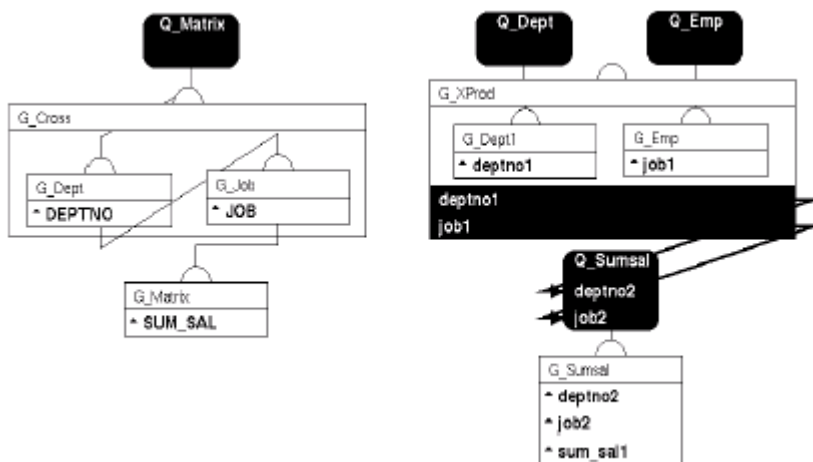 Q_Matrix
G_Cross
G_Dept
^ DEPTNO
G_Job
^ JOB
G_Matrix
^ SUM_SAL
Q_Dept
Q_Emp
G_XProd
G_Dept1
^ deptno1
G_Emp
^ job1
deptno1
job1
Q_Sumsal
deptno2
job2
G_Sumsal
^ deptno2
^ job2
^ sum_sal1